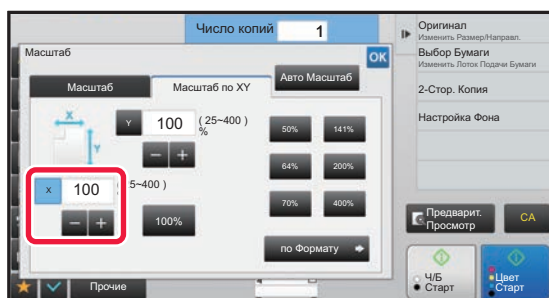 Число копий 1
Масштаб
OK
Масштаб
Масштаб по XY
Авто Масштаб
X
Y
Y 100 (25~400)
%
50% 141%
64% 200%
X 100 5~400 )
70% 400%
100%
по Формату
Прочие
Оригинал
Изменить Размер/Направл.
Выбор Бумаги
Изменить Лоток Подачи Бумаги
2-Стор. Копия
Настройка Фона
Предварит.
Просмотр
CA
Ч/Б
Старт
Цвет
Старт